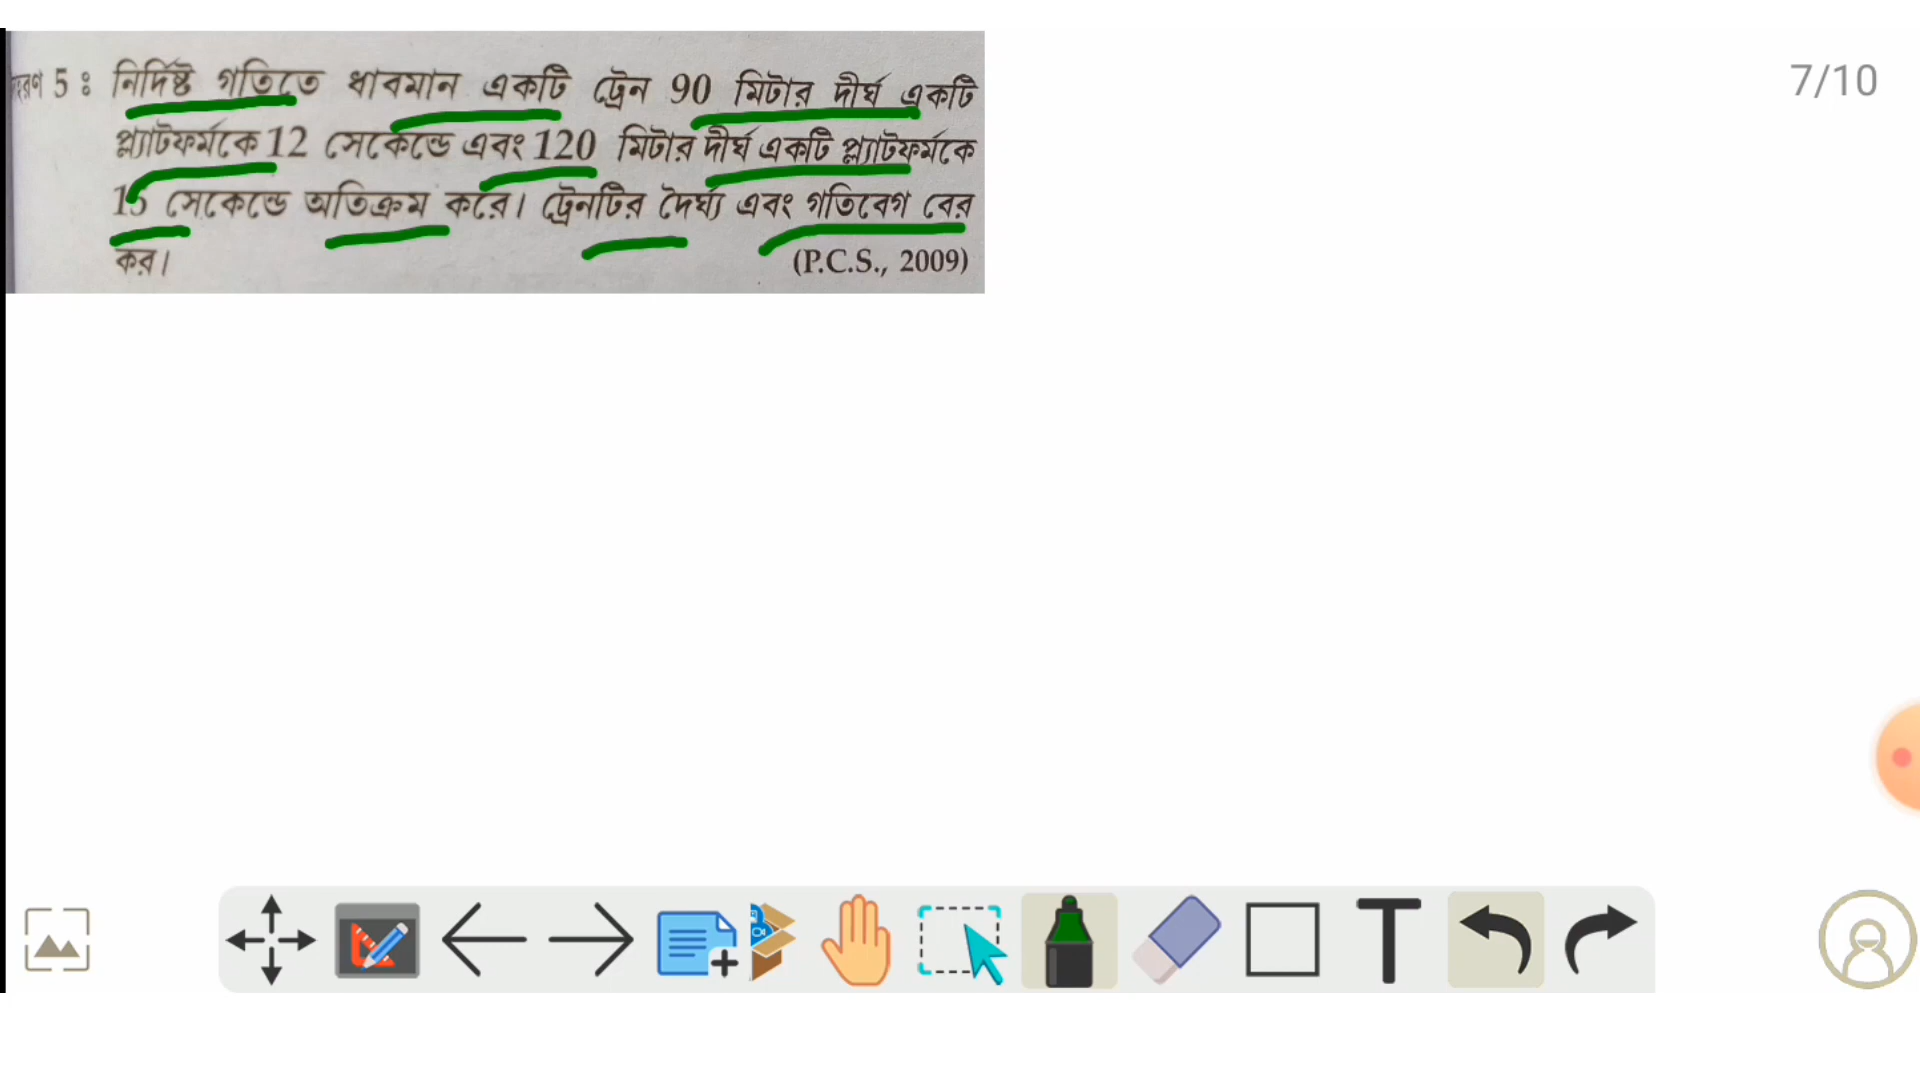 5 ঃ নির্দিষ্ট গতিতে ধাবমান একটি ট্রেন 90 মিটার দীর্ঘ একটি
প্ল্যাটফর্মকে 12 সেকেন্ডে এবং 120 মিটার দীর্ঘ একটি প্ল্যাটফর্মকে
15 সেকেন্ডে অতিক্রম করে। ট্রেনটির দৈর্ঘ্য এবং গতিবেগ বের
কর।
(P.C.S., 2009)
7/10